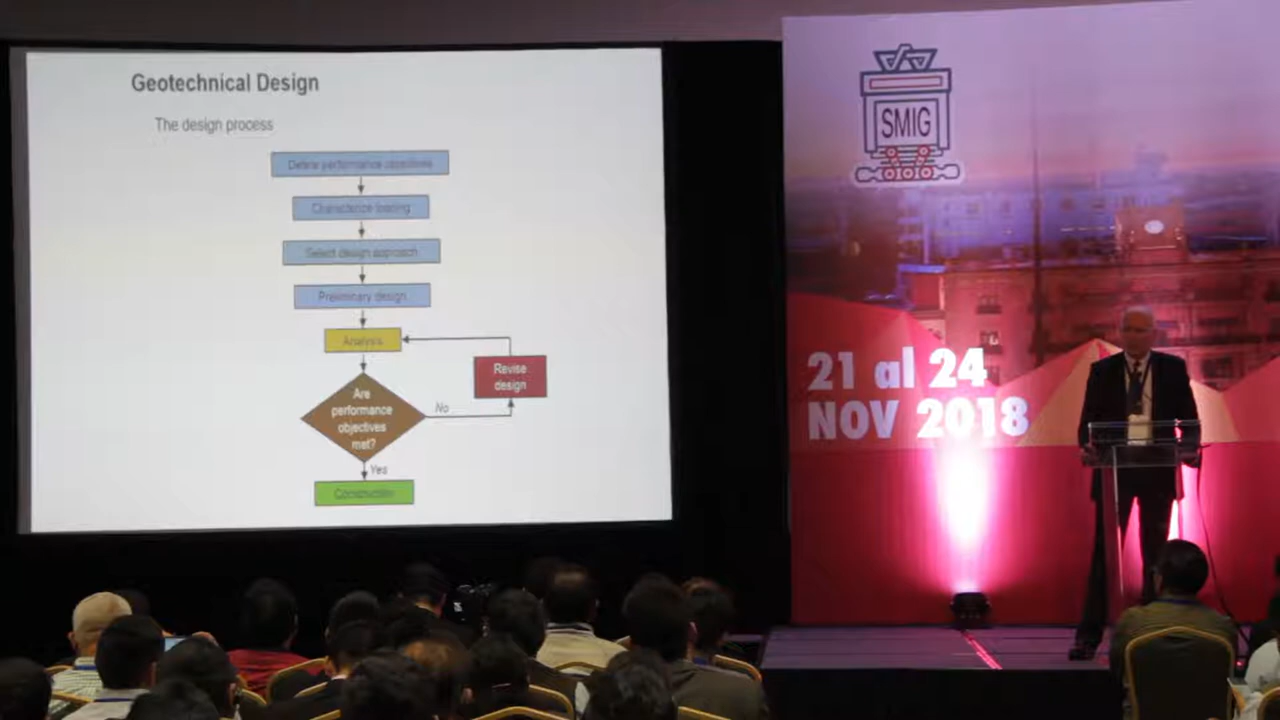 Geotechnical Design
The design process
Define performance objectives
Characterize loading
Select design approach
Preliminary design
Analysis
Revise
design
Are
performance
objectives
met?
No
Yes
Construction
SMIG
21 al 24
NOV 2018